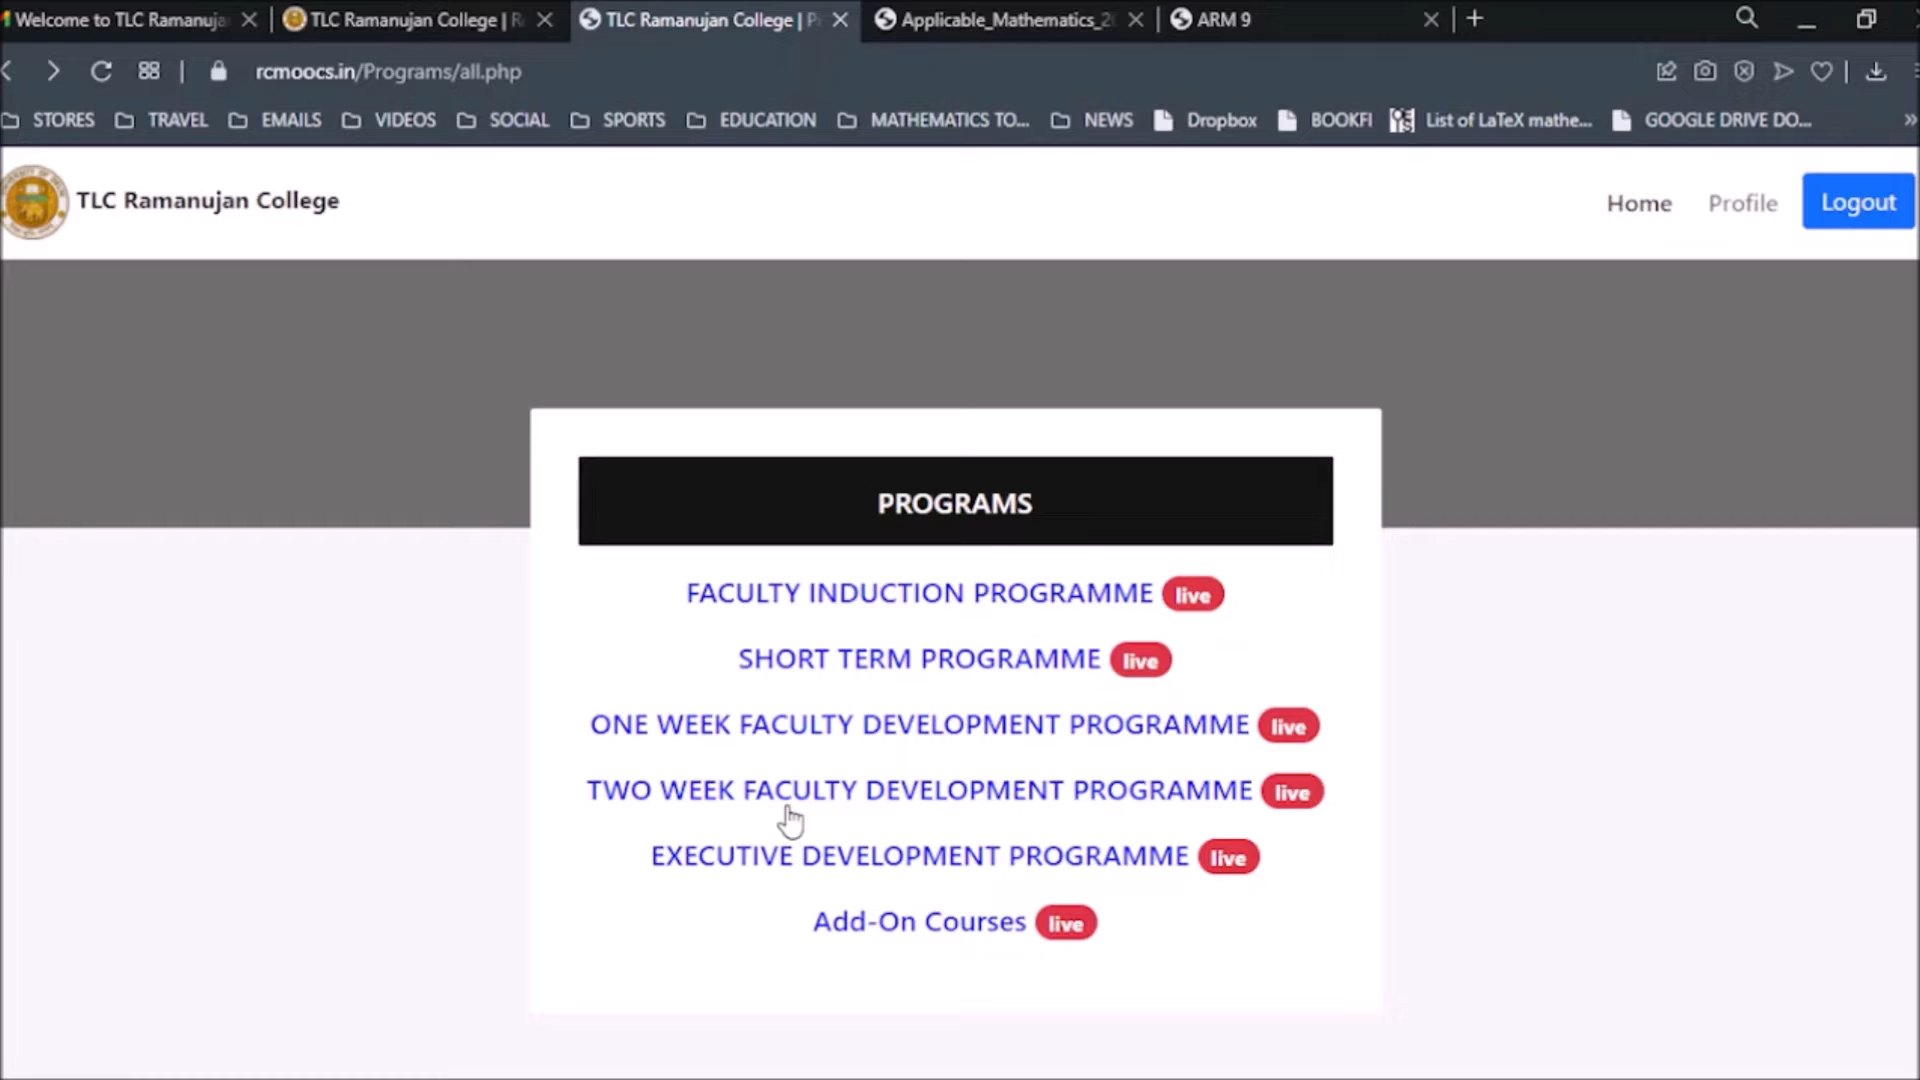 Welcome to TLC Ramanuja
TLC Ramanujan College | R
TLC Ramanujan College | P
Applicable_Mathematics_2
ARM 9
rcmoocs.in/Programs/all.php
STORES TRAVEL EMAILS VIDEOS SOCIAL SPORTS EDUCATION MATHEMATICS TO... NEWS Dropbox BOOKFI List of LaTeX mathe... GOOGLE DRIVE DO...
TLC Ramanujan College
Home Profile Logout
PROGRAMS
FACULTY INDUCTION PROGRAMME live
SHORT TERM PROGRAMME live
ONE WEEK FACULTY DEVELOPMENT PROGRAMME live
TWO WEEK FACULTY DEVELOPMENT PROGRAMME live
EXECUTIVE DEVELOPMENT PROGRAMME live
Add-On Courses live